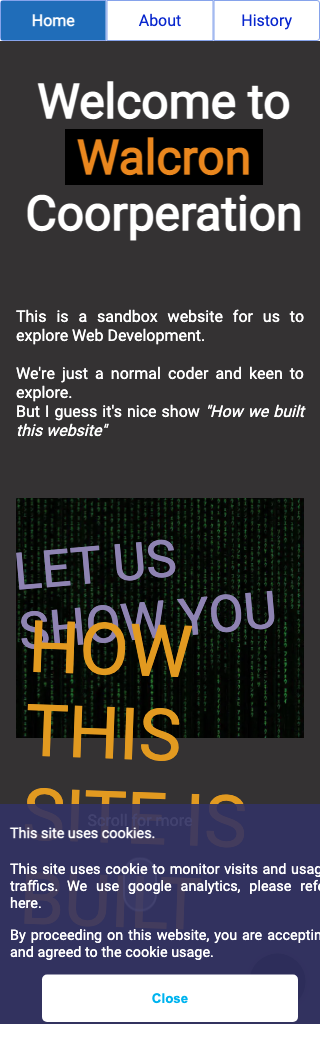 Home
About
History
Welcome to
Walcron
Coorperation
This is a sandbox website for us to
explore Web Development.
We're just a normal coder and keen to
explore.
But I guess it's nice show "How we built
this website"
LET US
SHOW YOU
HOW
THIS
SITE IS
BUILT
Scroll for more
This site uses cookies.
This site uses cookie to monitor visits and usag
traffics. We use google analytics, please refe
here.
By proceeding on this website, you are acceptin
and agreed to the cookie usage.
Close